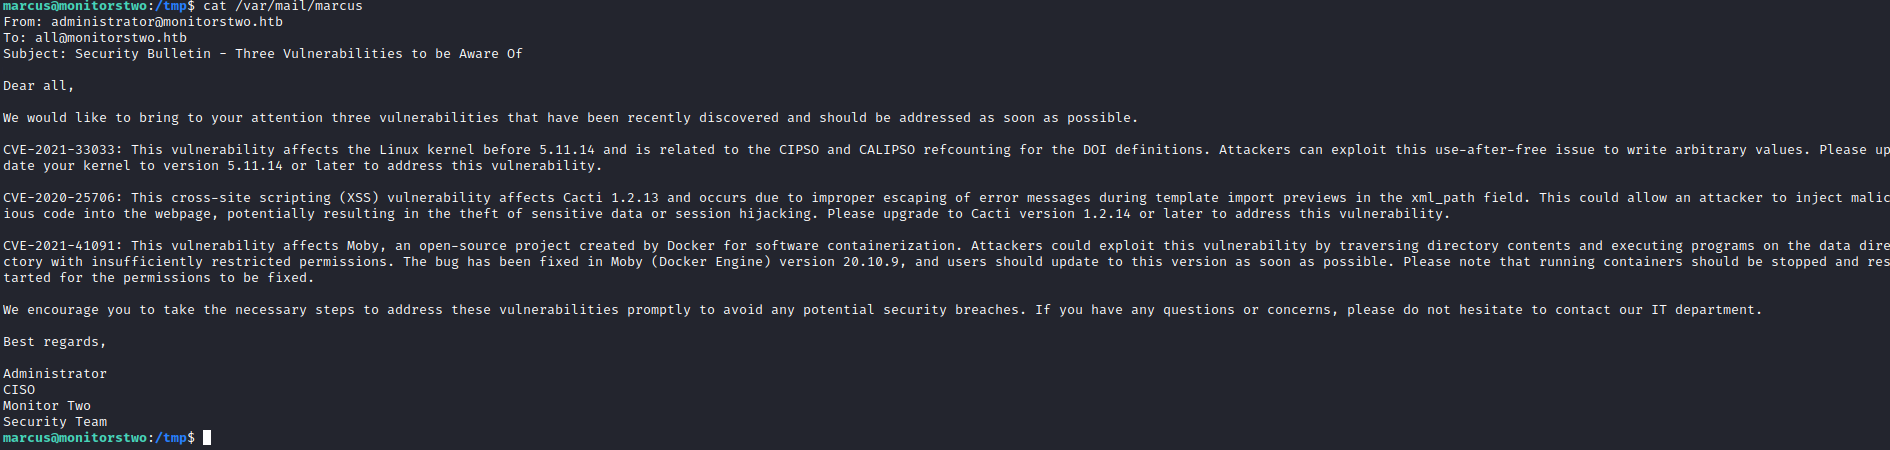 marcus@monitorstwo:/tmp$ cat /var/mail/marcus
From: administrator@monitorstwo.htb
To: all@monitorstwo.htb
Subject: Security Bulletin - Three Vulnerabilities to be Aware Of
Dear all,
We would like to bring to your attention three vulnerabilities that have been recently discovered and should be addressed as soon as possible.
CVE-2021-33033: This vulnerability affects the Linux kernel before 5.11.14 and is related to the CIPSO and CALIPSO refcounting for the DOI definitions. Attackers can exploit this use-after-free issue to write arbitrary values. Please up
date your kernel to version 5.11.14 or later to address this vulnerability.
CVE-2020-25706: This cross-site scripting (XSS) vulnerability affects Cacti 1.2.13 and occurs due to improper escaping of error messages during template import previews in the xml_path field. This could allow an attacker to inject malic
ious code into the webpage, potentially resulting in the theft of sensitive data or session hijacking. Please upgrade to Cacti version 1.2.14 or later to address this vulnerability.
CVE-2021-41091: This vulnerability affects Moby, an open-source project created by Docker for software containerization. Attackers could exploit this vulnerability by traversing directory contents and executing programs on the data dire
ctory with insufficiently restricted permissions. The bug has been fixed in Moby (Docker Engine) version 20.10.9, and users should update to this version as soon as possible. Please note that running containers should be stopped and res
tarted for the permissions to be fixed.
We encourage you to take the necessary steps to address these vulnerabilities promptly to avoid any potential security breaches. If you have any questions or concerns, please do not hesitate to contact our IT department.
Best regards,
Administrator
CISO
Monitor Two
Security Team
marcus@monitorstwo:/tmp$